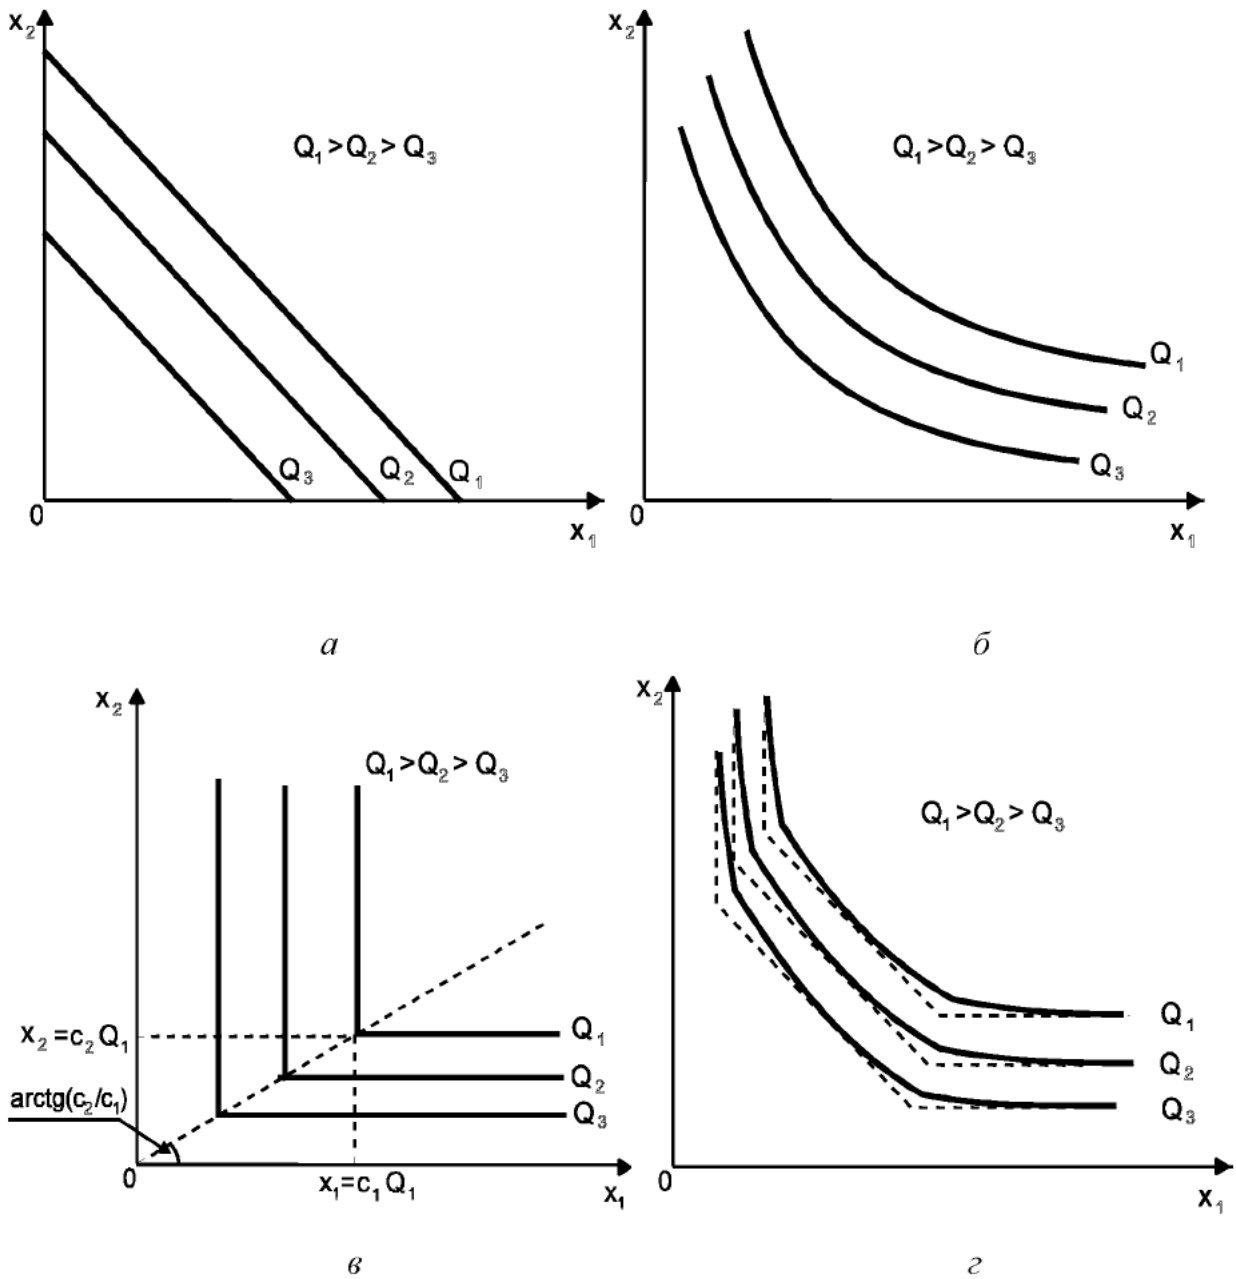 x₂
Q₁ >Q₂ > Q₃
Q₃
Q₂
Q₁
0
x₁
а
x₂
Q₁ >Q₂ > Q₃
Q₁
Q₂
Q₃
0
x₁
б
x₂
Q₁ >Q₂ > Q₃
x₂ =c₂ Q₁
arctg(c₂/c₁)
Q₁
Q₂
Q₃
0
x₁=c₁ Q₁
x₁
в
x₂
Q₁ >Q₂ > Q₃
Q₁
Q₂
Q₃
0
x₁
г